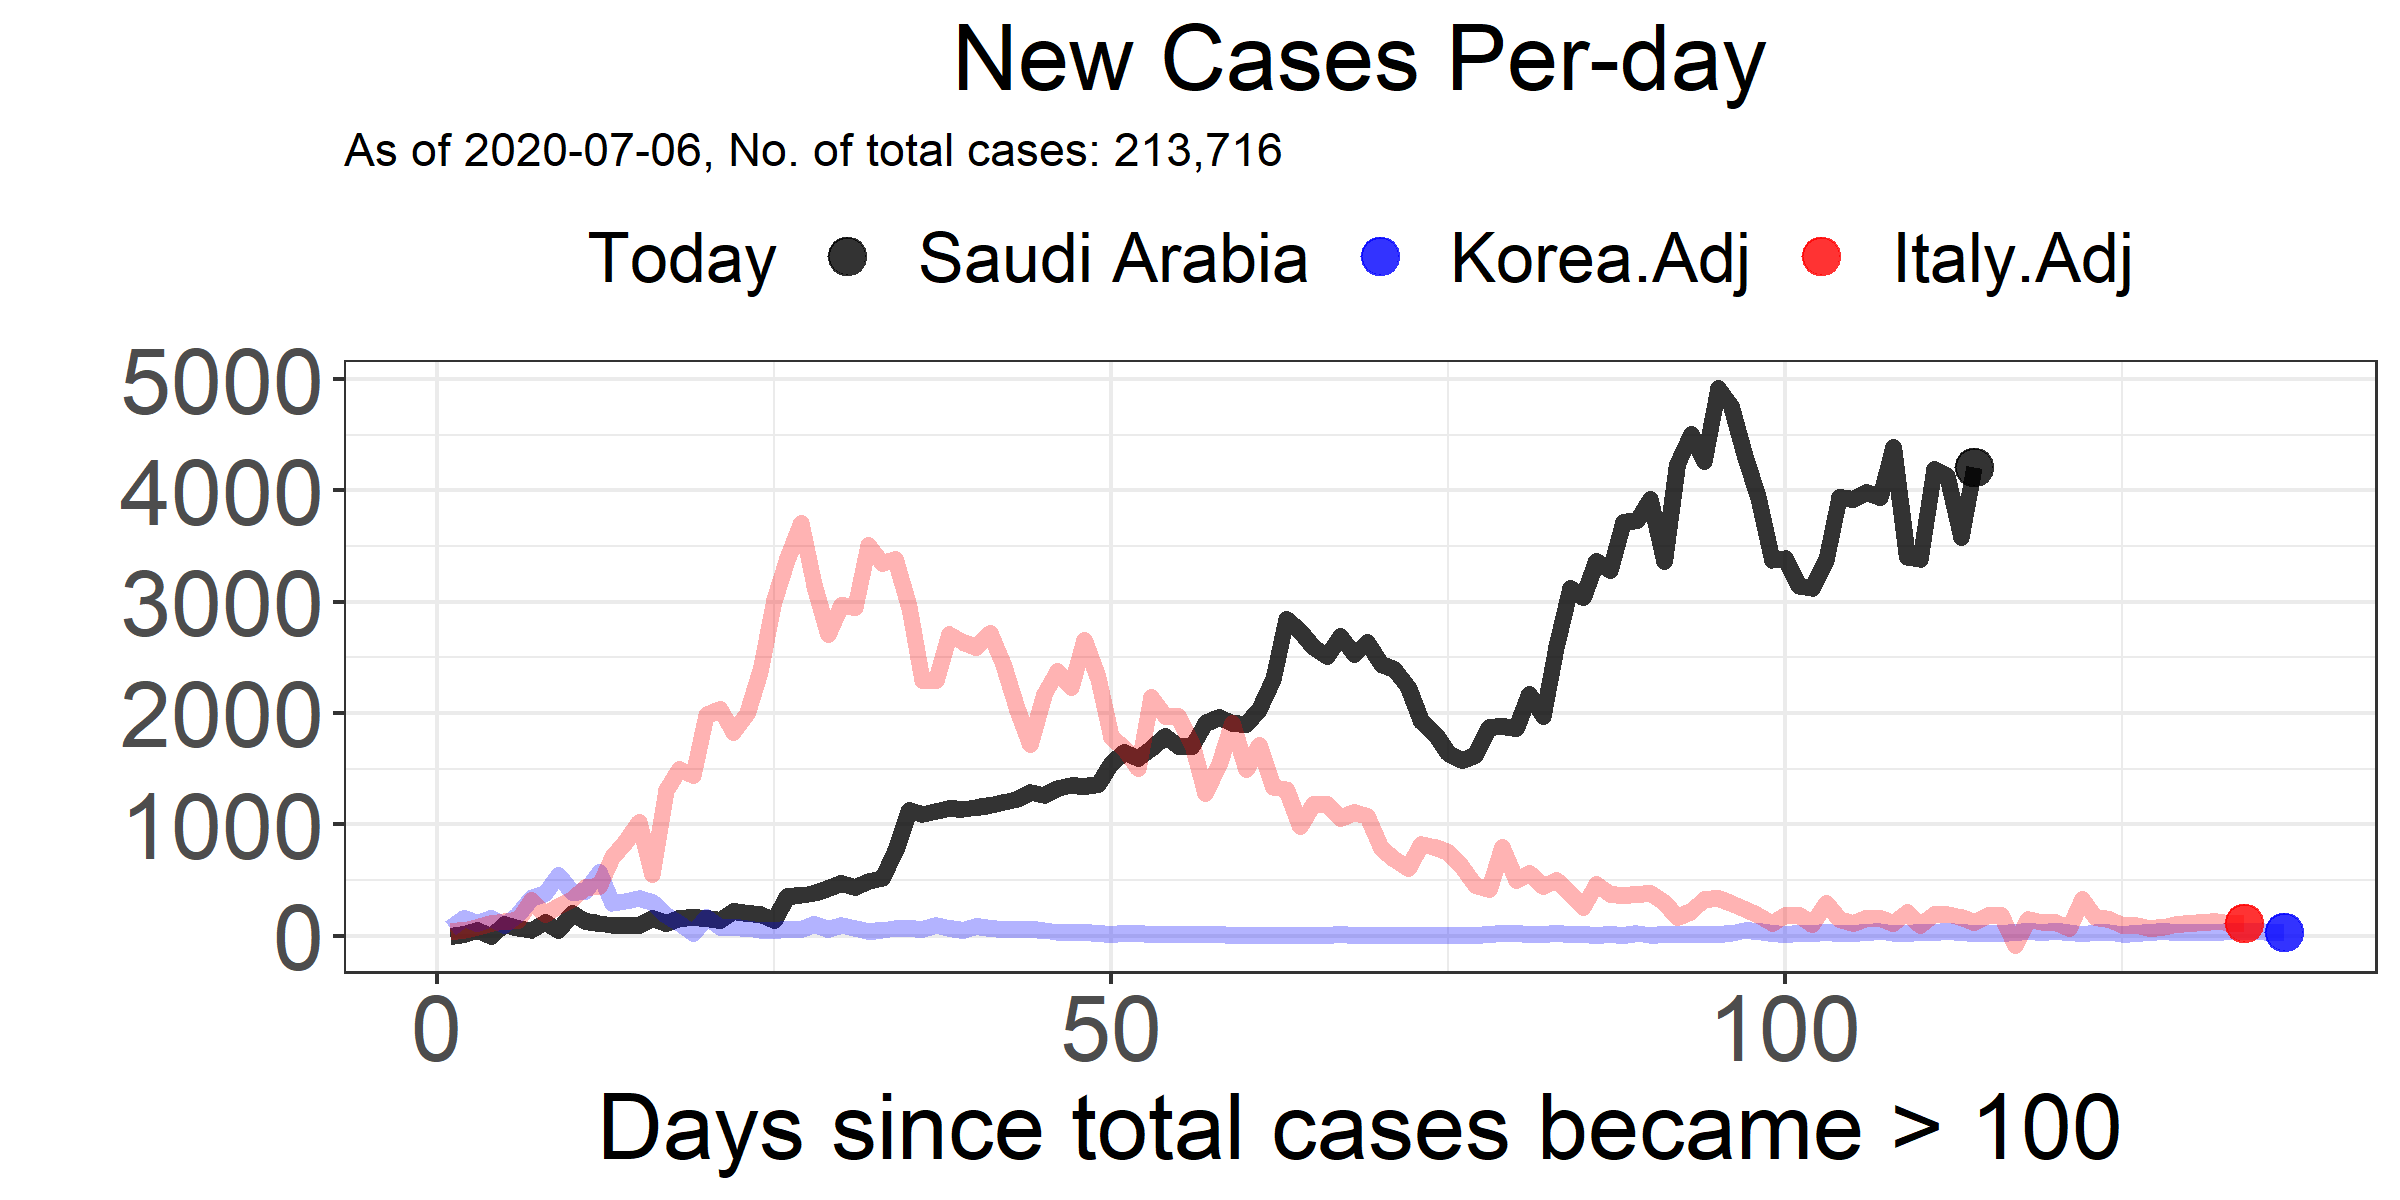 New Cases Per-day
As of 2020-07-06, No. of total cases: 213,716
Today Saudi Arabia Korea.Adj Italy.Adj
5000
4000
3000
2000
1000
0
0 50 100
Days since total cases became > 100